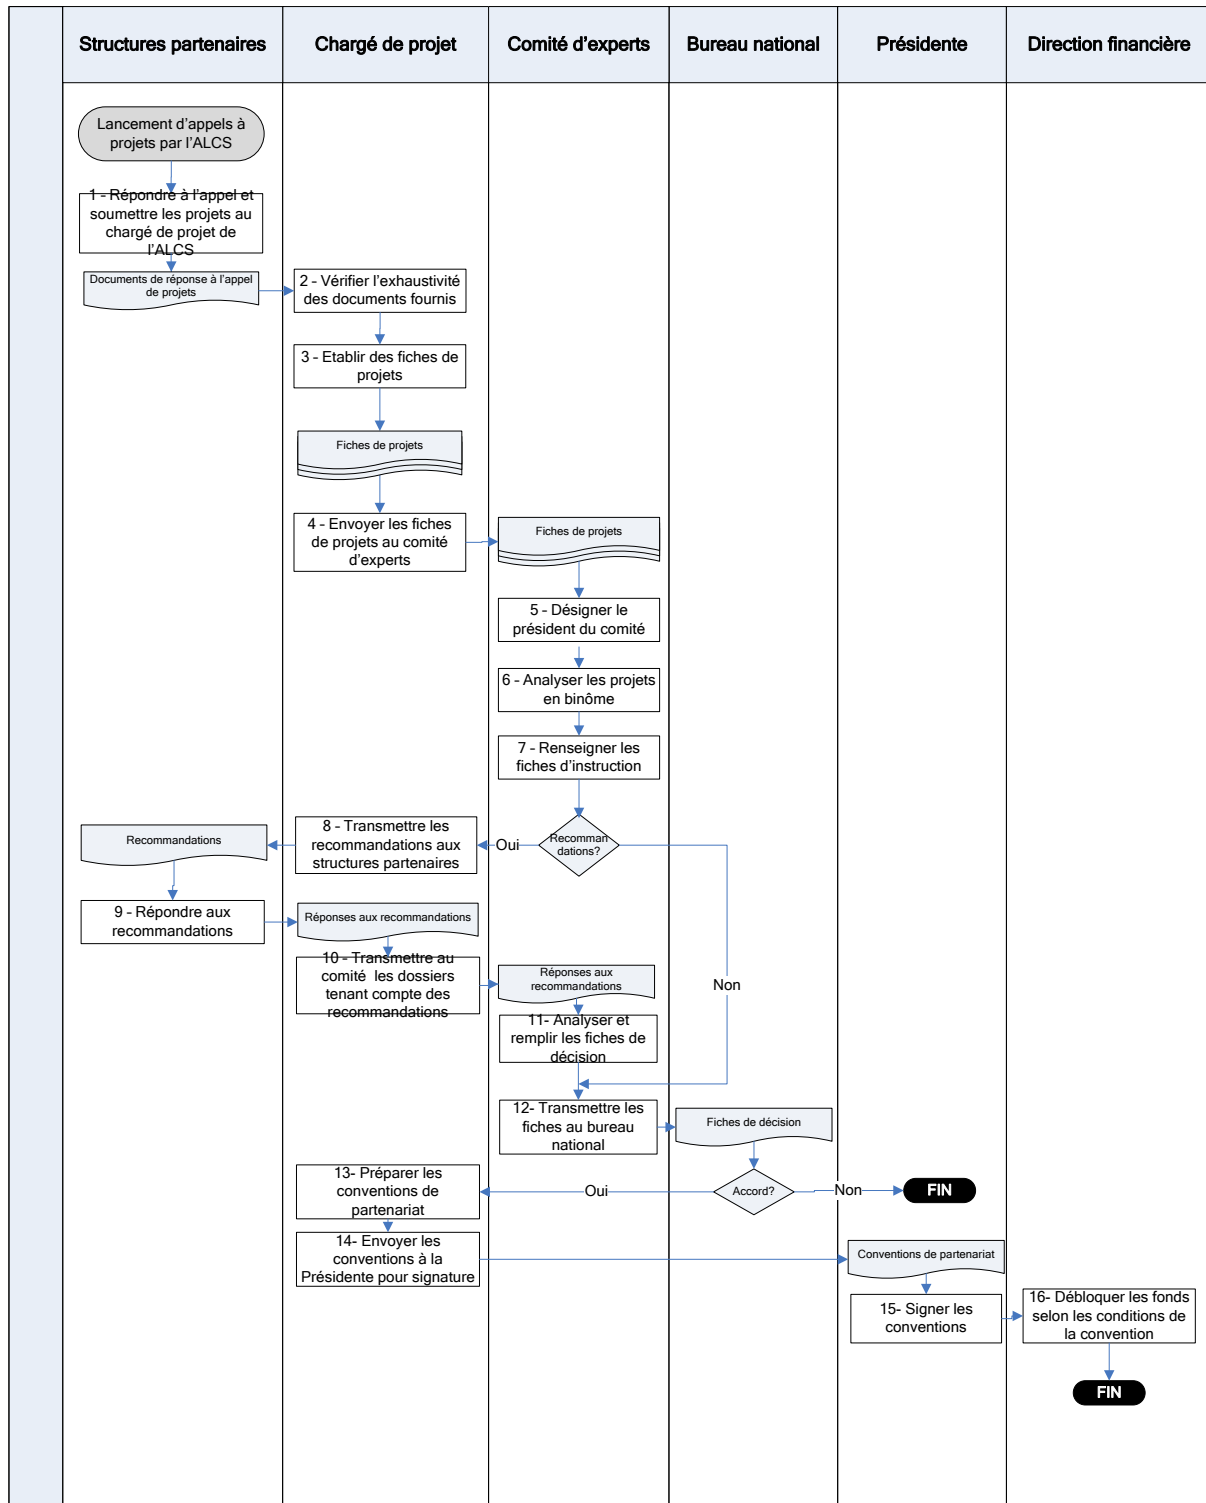 Structures partenaires
Chargé de projet
Comité d'experts
Bureau national
Présidente
Direction financière
Lancement d'appels à
projets par l'ALCS
1 - Répondre à l'appel et
soumettre les projets au
chargé de projet de
l'ALCS
Documents de réponse à l'appel
de projets
2 - Vérifier l'exhaustivité
des documents fournis
3 - Etablir des fiches de
projets
Fiches de projets
4 - Envoyer les fiches
de projets au comité
d'experts
Fiches de projets
5 - Désigner le
président du comité
6 - Analyser les projets
en binôme
7 - Renseigner les
fiches d'instruction
Recomman
dations?
Oui
8 - Transmettre les
recommandations aux
structures partenaires
Recommandations
9 - Répondre aux
recommandations
Réponses aux recommandations
10 - Transmettre au
comité  les dossiers
tenant compte des
recommandations
Réponses aux
recommandations
Non
11- Analyser et
remplir les fiches de
décision
12- Transmettre les
fiches au bureau
national
Fiches de décision
Accord?
Non
FIN
Oui
13- Préparer les
conventions de
partenariat
14- Envoyer les
conventions à la
Présidente pour signature
Conventions de partenariat
15- Signer les
conventions
16- Débloquer les fonds
selon les conditions de
la convention
FIN